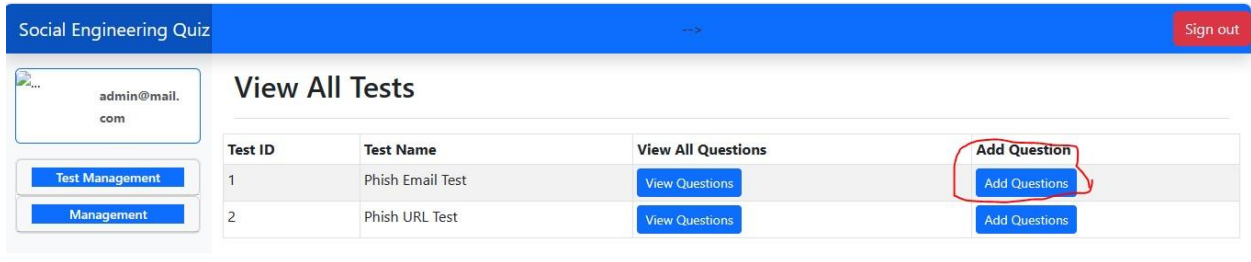 Social Engineering Quiz --> Sign out
...
admin@mail.
com
View All Tests
Test ID Test Name View All Questions Add Question
Test Management
1 Phish Email Test View Questions Add Questions
Management
2 Phish URL Test View Questions Add Questions